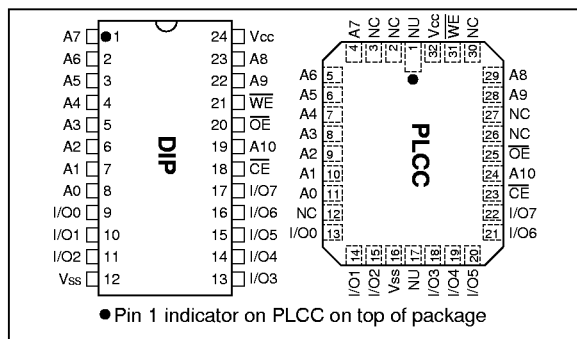 A7 1 24 Vcc
A6 2 23 A8
A5 3 22 A9
A4 4 21 WE
A3 5 20 OE
A2 6 19 A10
A1 7 18 CE
A0 8 17 I/O7
I/O0 9 16 I/O6
I/O1 10 15 I/O5
I/O2 11 14 I/O4
Vss 12 13 I/O3
DIP
A7 NC NC NU Vcc WE NC
4 3 2 1 32 31 30
A6 5 29 A8
A5 6 28 A9
A4 7 27 NC
A3 8 26 NC
A2 9 25 OE
A1 10 24 A10
A0 11 23 CE
NC 12 22 I/O7
I/O0 13 21 I/O6
PLCC
14 15 16 17 18 19 20
I/O1 I/O2 Vss NU I/O3 I/O4 I/O5
● Pin 1 indicator on PLCC on top of package